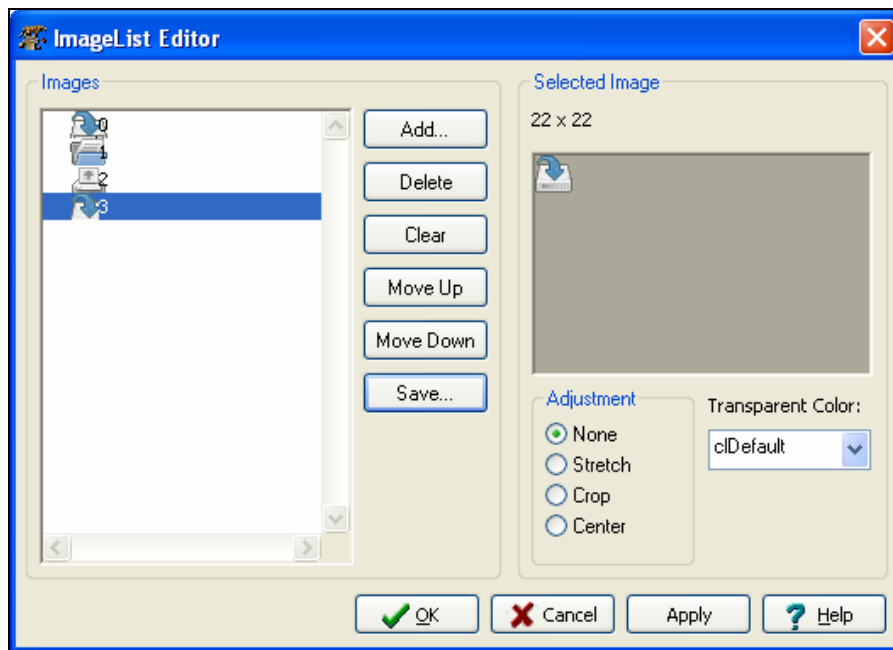 ImageList Editor
Images
0
1
2
3
Add...
Delete
Clear
Move Up
Move Down
Save...
Selected Image
22 x 22
Adjustment
None
Stretch
Crop
Center
Transparent Color:
clDefault
OK
Cancel
Apply
Help